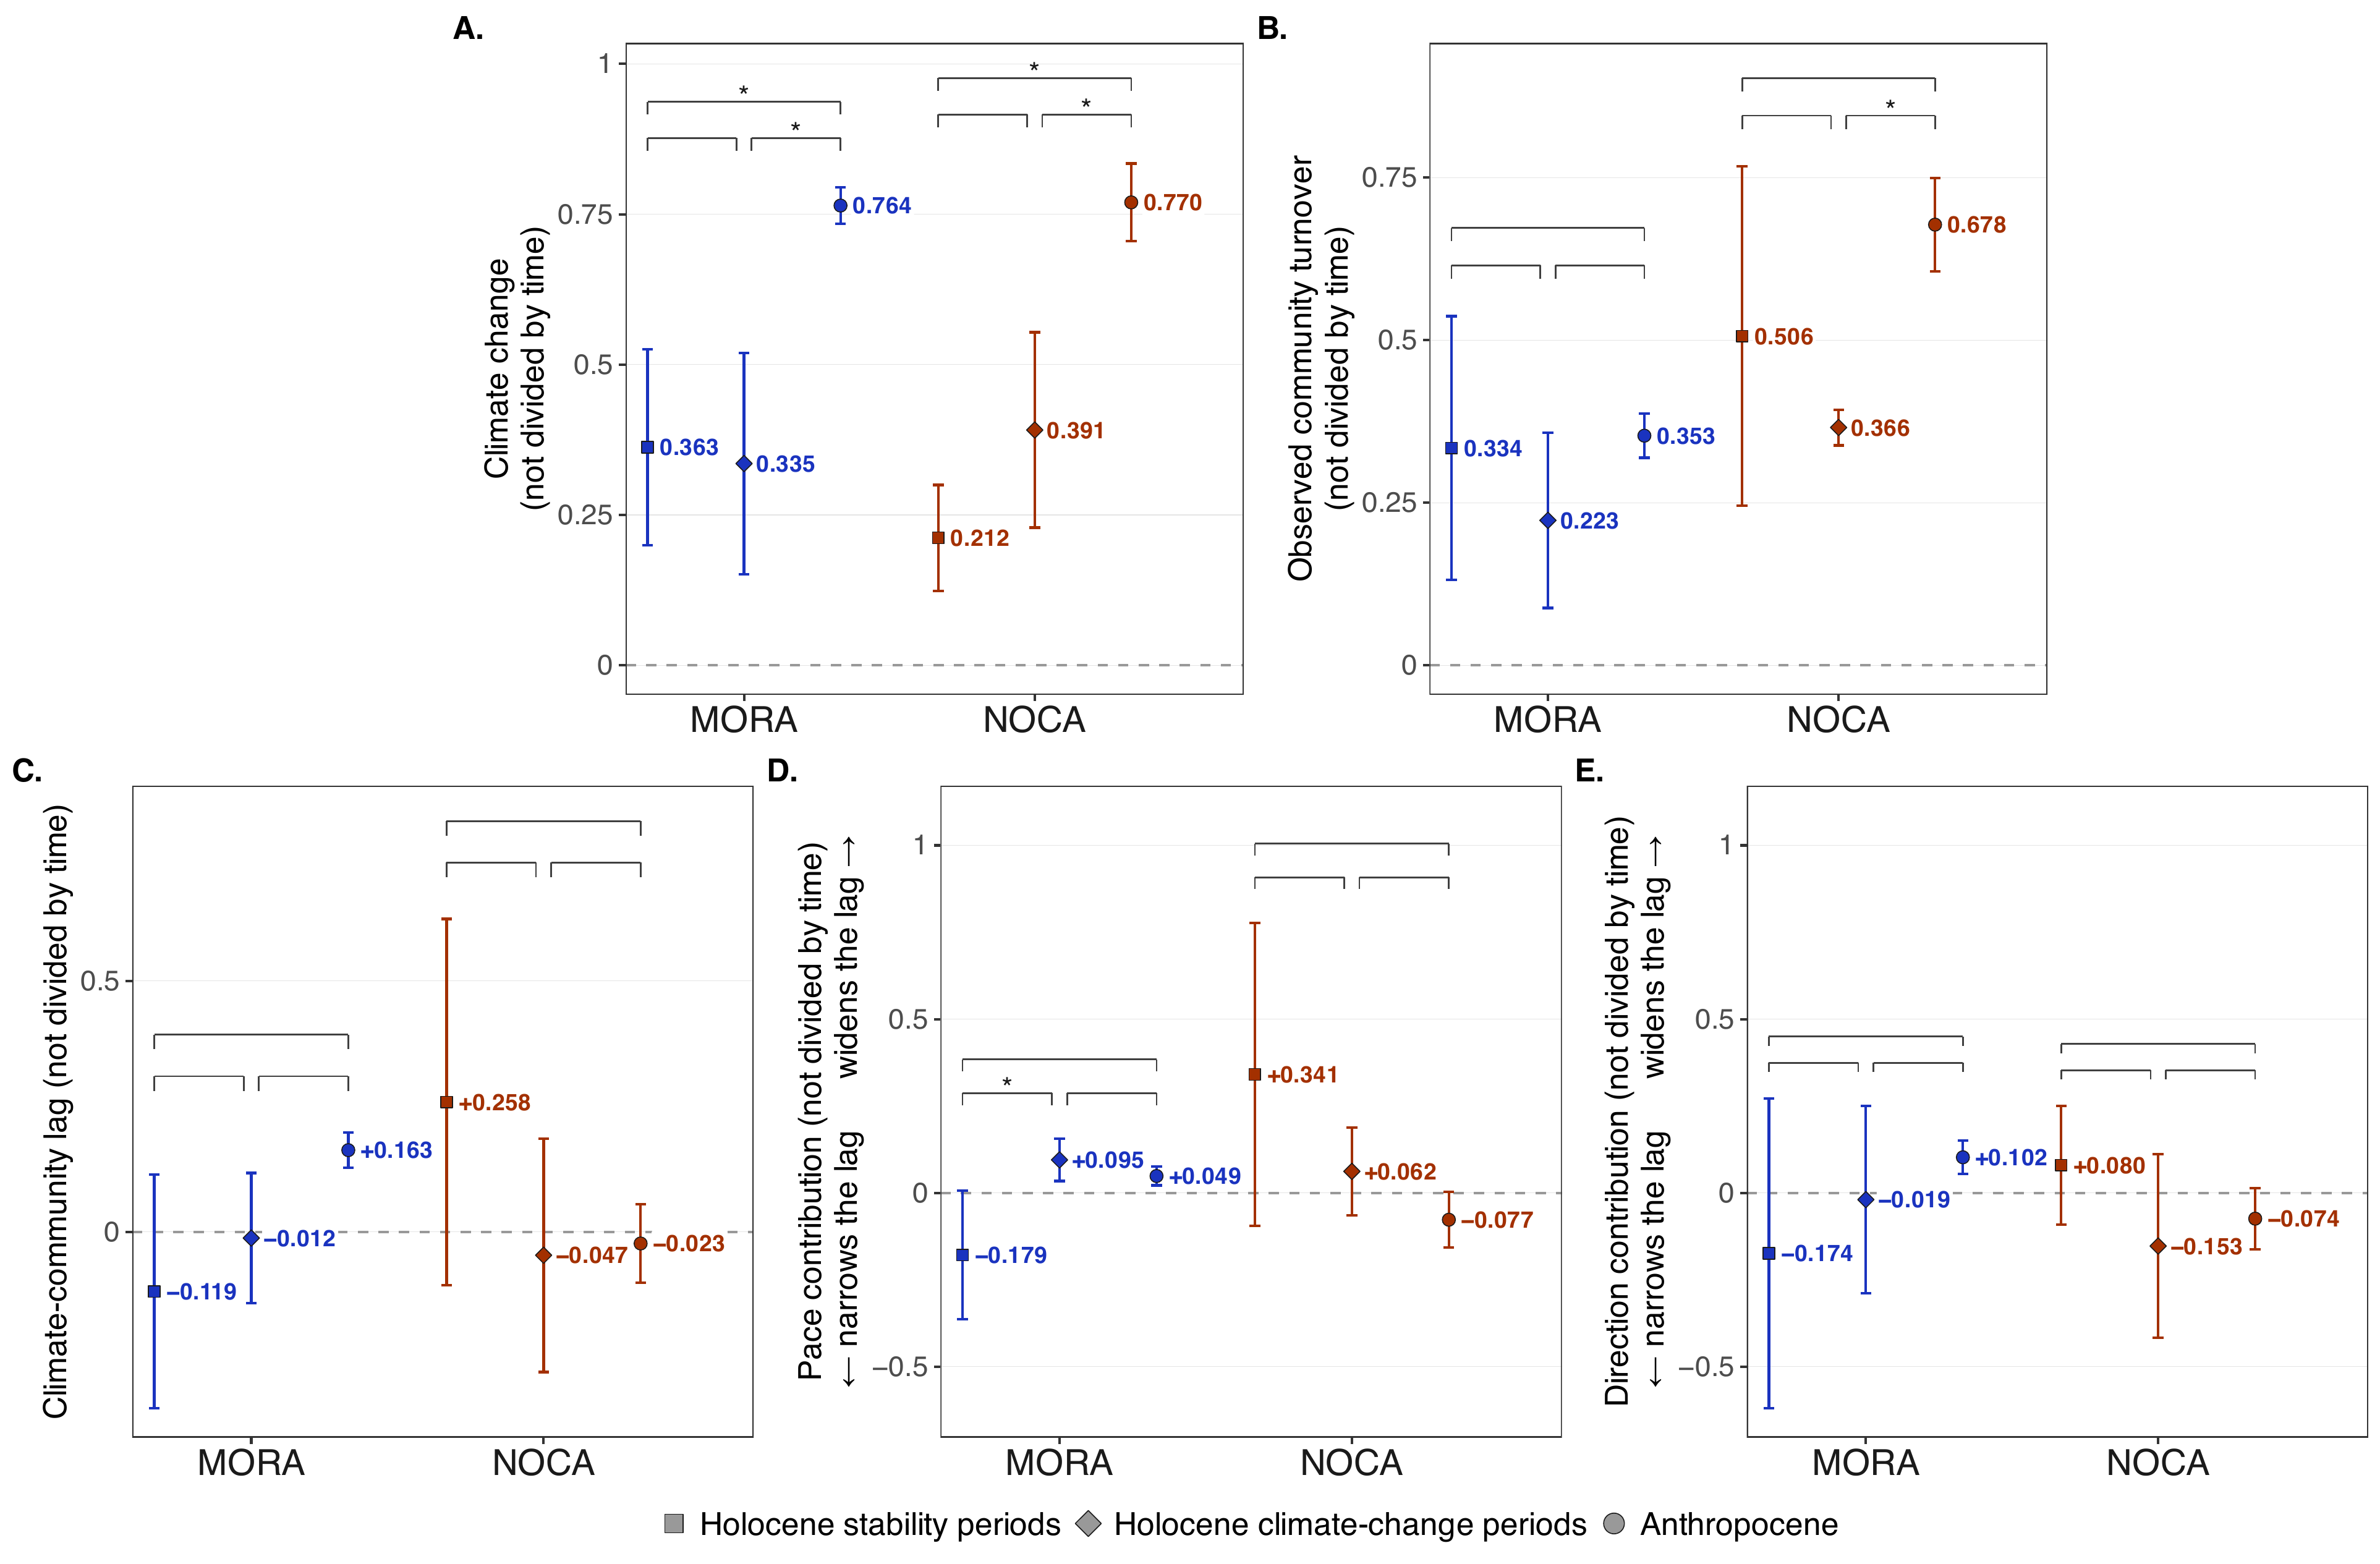 A.
Climate change
(not divided by time)
1
0.75
0.5
0.25
0
*
*
*
*
0.764
0.770
0.363
0.335
0.391
0.212
MORA
NOCA
B.
Observed community turnover
(not divided by time)
0.75
0.5
0.25
0
*
0.678
0.506
0.334
0.353
0.366
0.223
MORA
NOCA
C.
Climate-community lag (not divided by time)
0.5
0
+0.258
+0.163
−0.012
−0.047
−0.023
−0.119
MORA
NOCA
D.
Pace contribution (not divided by time)
← narrows the lag widens the lag →
1
0.5
0
−0.5
*
+0.341
+0.095
+0.049
+0.062
−0.077
−0.179
MORA
NOCA
E.
Direction contribution (not divided by time)
← narrows the lag widens the lag →
1
0.5
0
−0.5
+0.102
+0.080
−0.019
−0.074
−0.174
−0.153
MORA
NOCA
Holocene stability periods Holocene climate-change periods Anthropocene